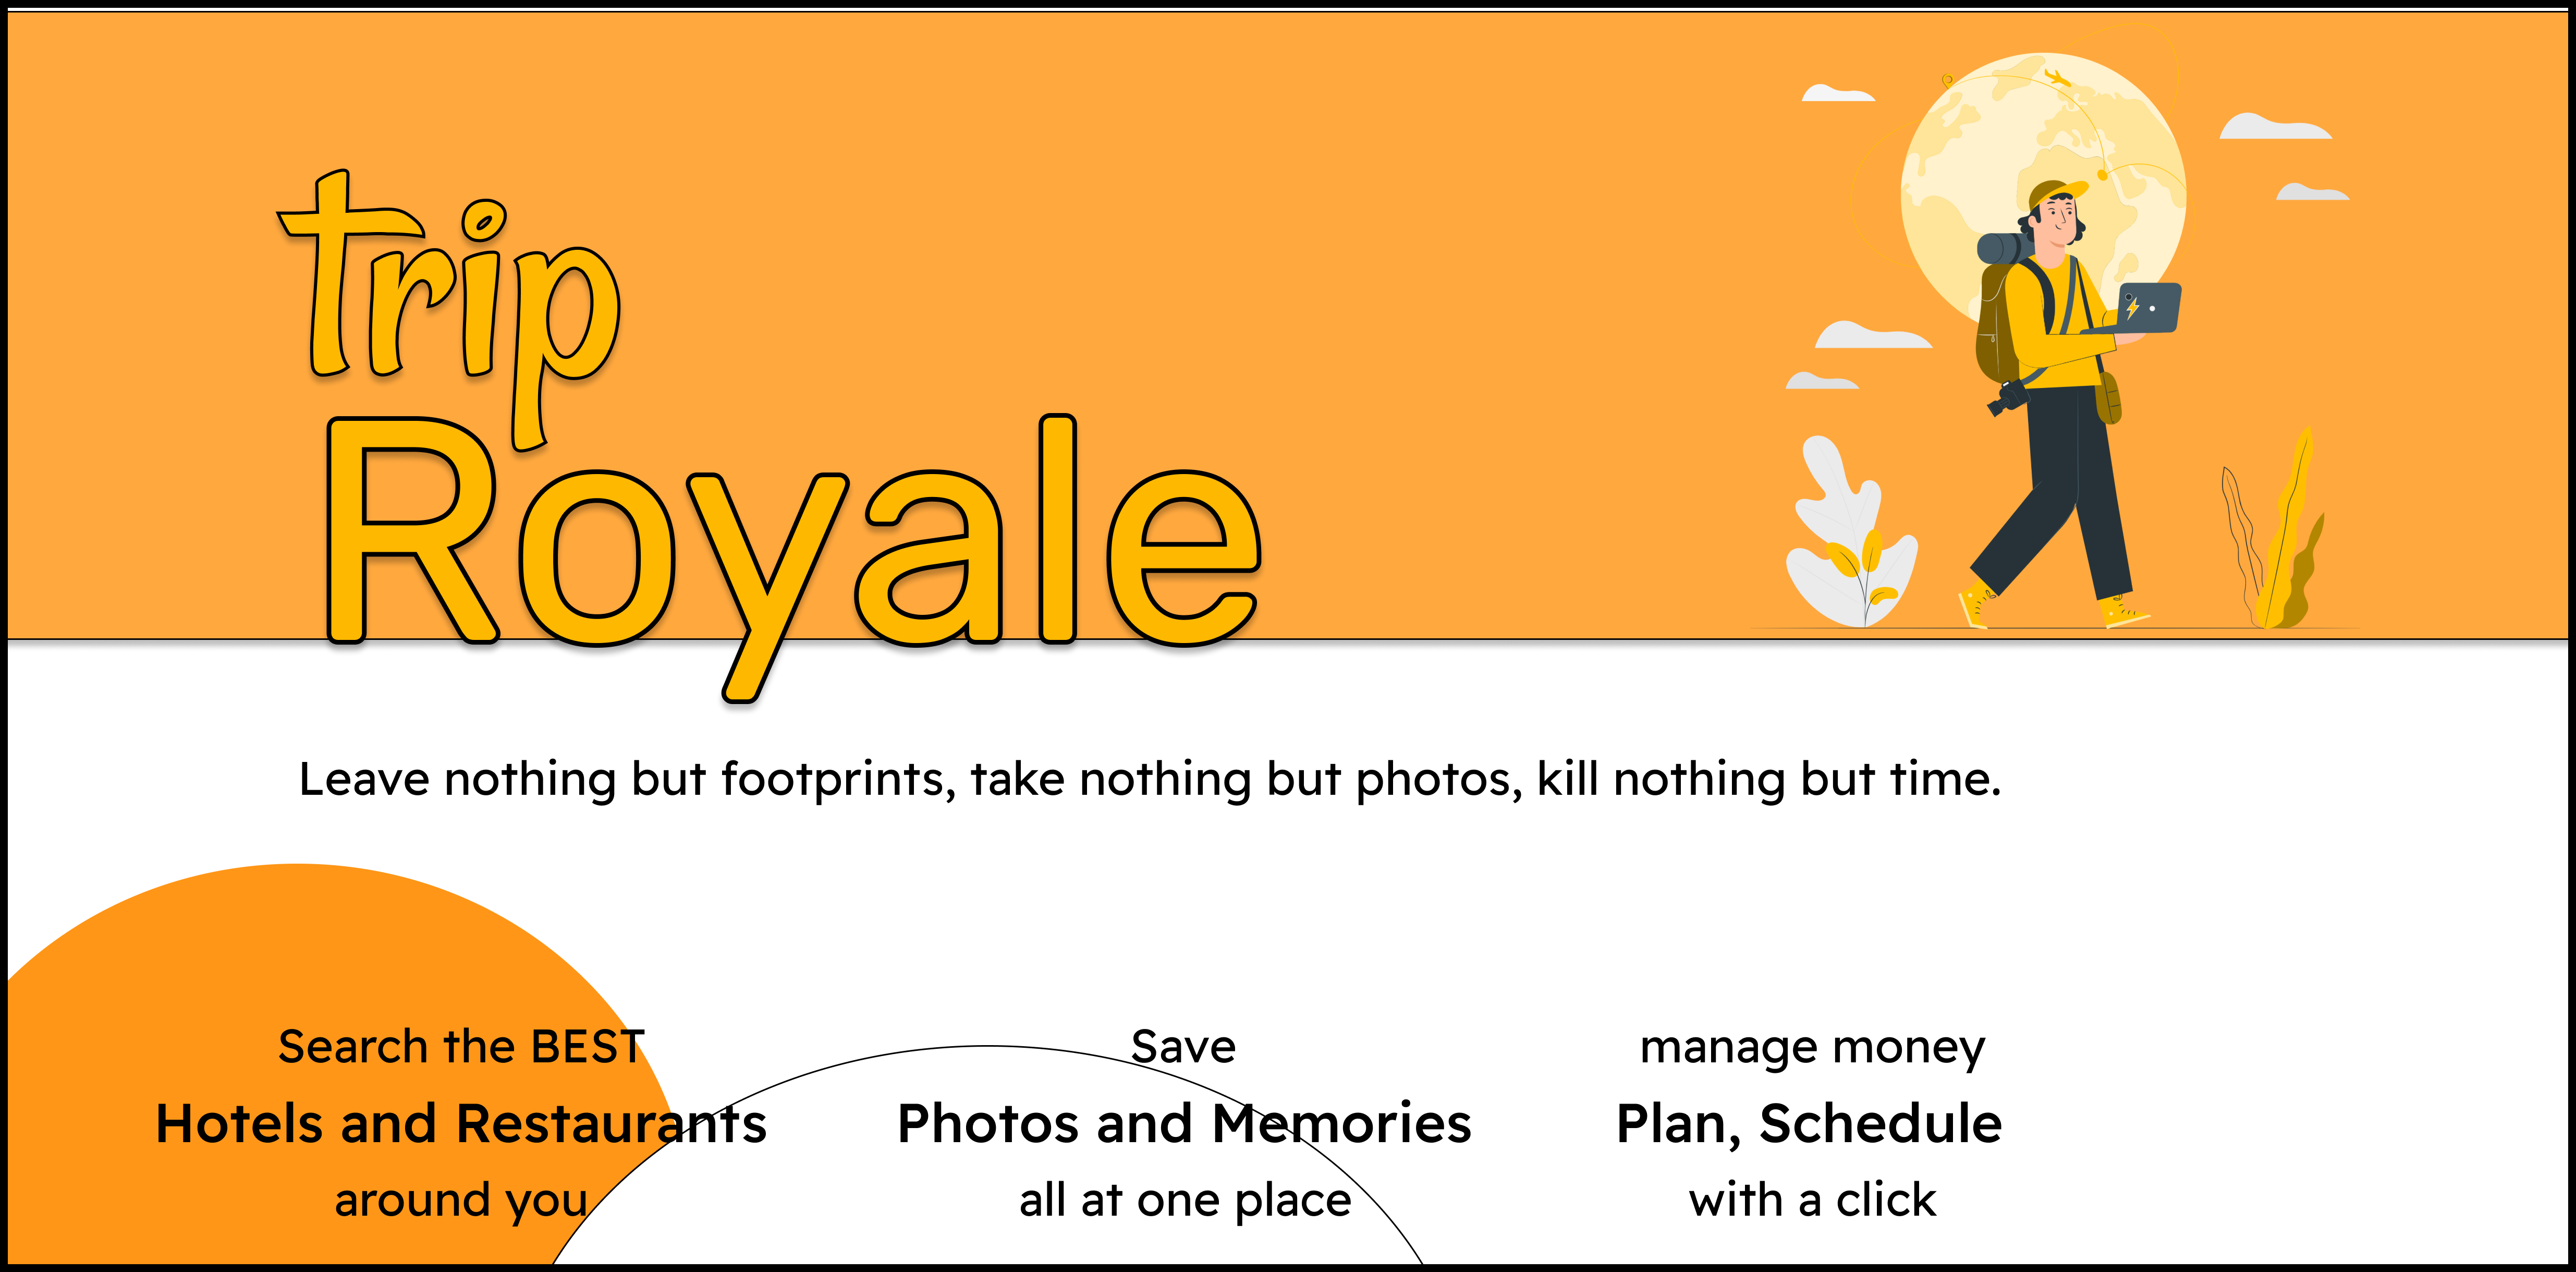 trip
Royale
Leave nothing but footprints, take nothing but photos, kill nothing but time.
Search the BEST
Hotels and Restaurants
around you
Save
Photos and Memories
all at one place
manage money
Plan, Schedule
with a click